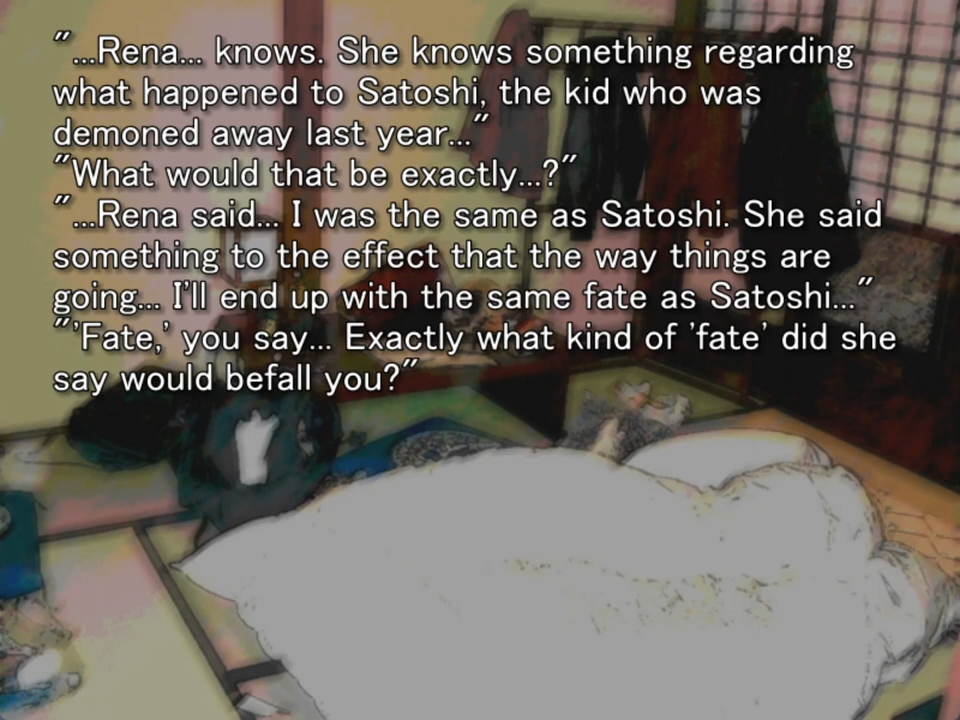 "...Rena... knows. She knows something regarding
what happened to Satoshi, the kid who was
demoned away last year..."
"What would that be exactly...?"
"...Rena said... I was the same as Satoshi. She said
something to the effect that the way things are
going... I'll end up with the same fate as Satoshi..."
"'Fate,' you say... Exactly what kind of 'fate' did she
say would befall you?"